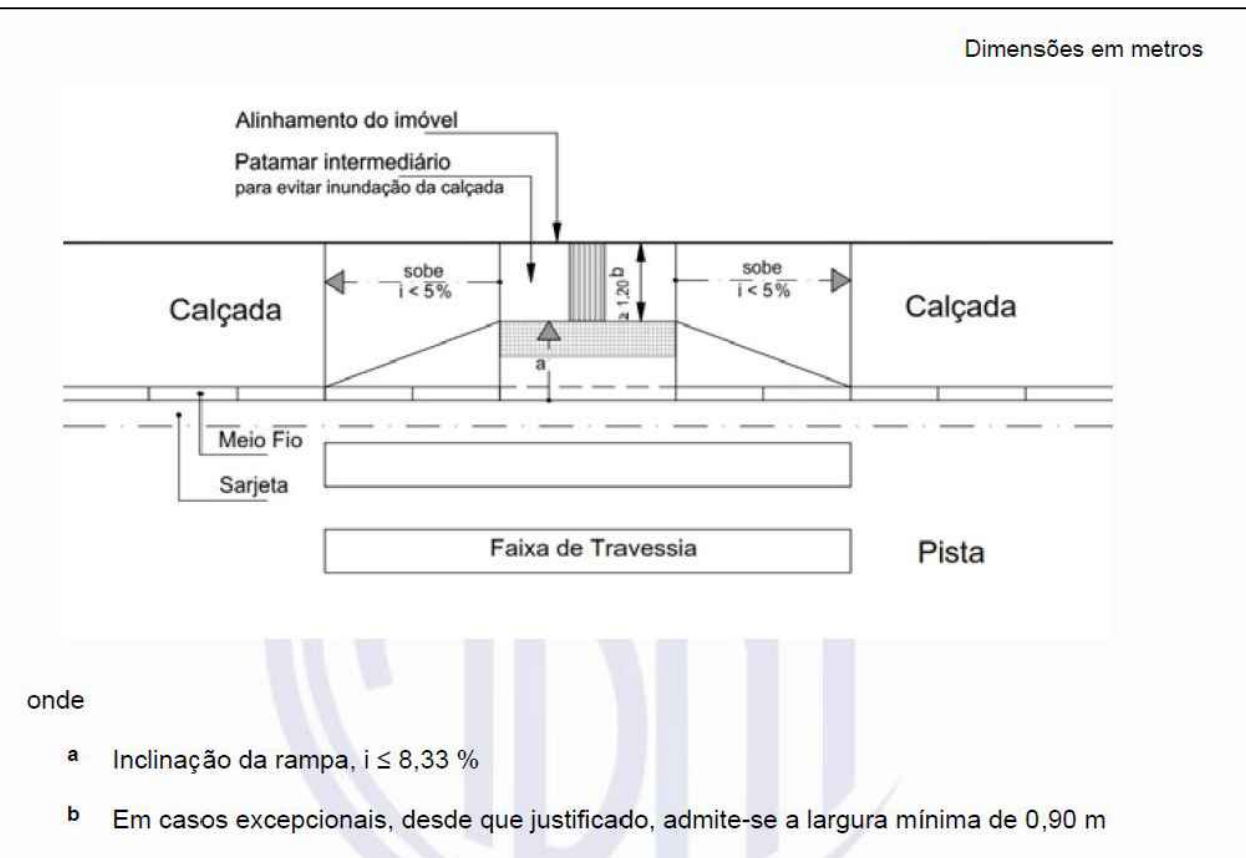 Dimensões em metros
Alinhamento do imóvel
Patamar intermediário
para evitar inundação da calçada
sobe
i < 5%
≥ 1.20 b
sobe
i < 5%
Calçada
Calçada
a
Meio Fio
Sarjeta
Faixa de Travessia
Pista
onde
a Inclinação da rampa, i ≤ 8,33 %
b Em casos excepcionais, desde que justificado, admite-se a largura mínima de 0,90 m